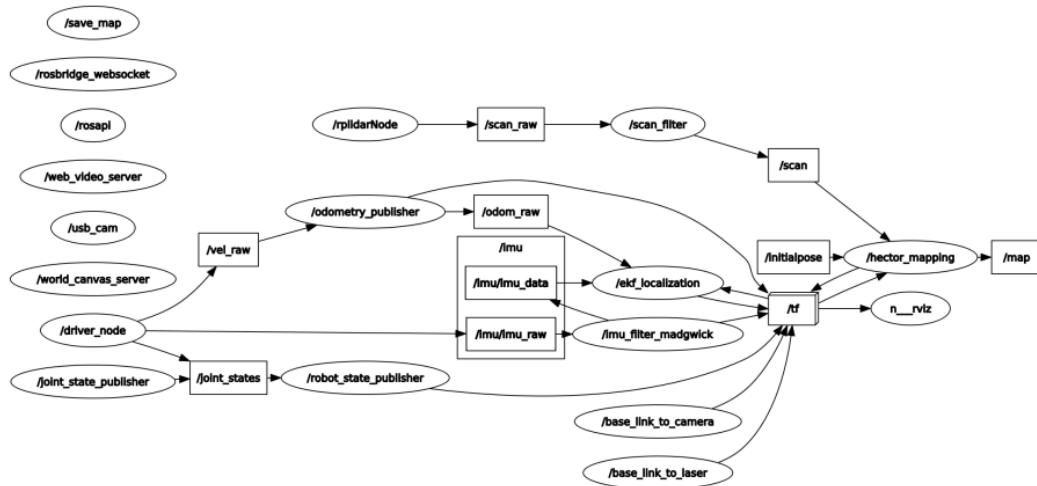 /save_map
/rosbridge_websocket
/rosapi
/web_video_server
/usb_cam
/world_canvas_server
/driver_node
/joint_state_publisher
/vel_raw
/joint_states
/rplidarNode
/odometry_publisher
/robot_state_publisher
/scan_raw
/odom_raw
/imu
/imu/imu_data
/imu/imu_raw
/scan_filter
/ekf_localization
/imu_filter_madgwick
/base_link_to_camera
/base_link_to_laser
/scan
/initialpose
/tf
/hector_mapping
n__rviz
/map